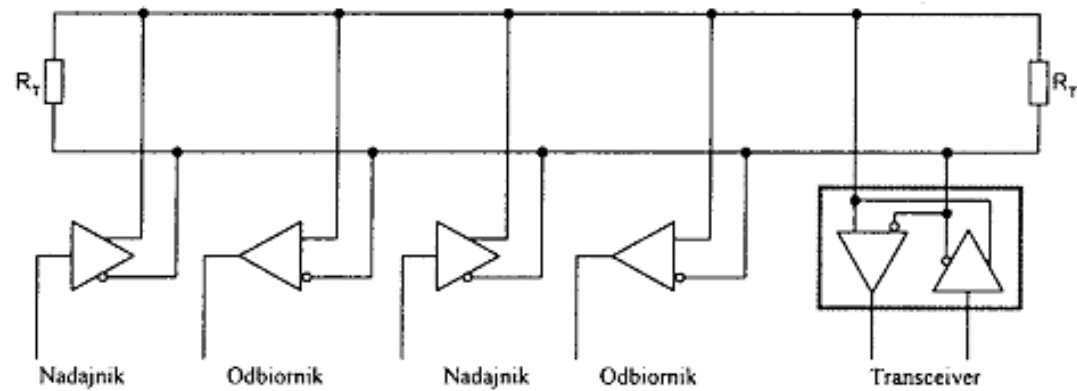 R_T
R_T
Nadajnik
Odbiornik
Nadajnik
Odbiornik
Transceiver